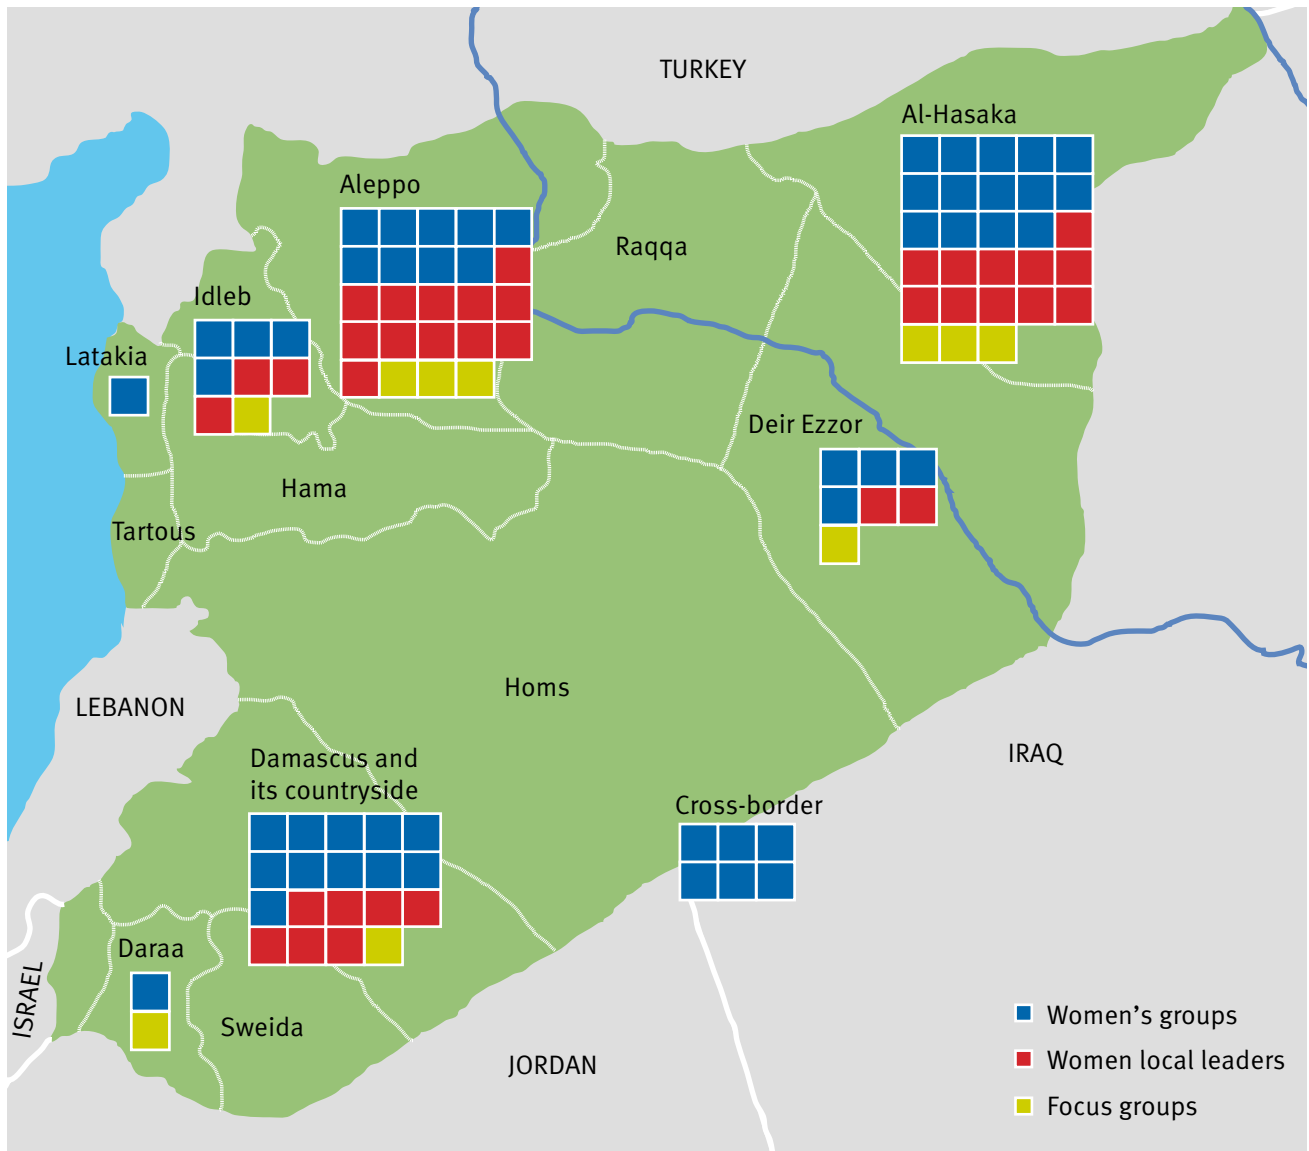 TURKEY
Al-Hasaka
Aleppo
Raqqa
Idleb
Latakia
Deir Ezzor
Hama
Tartous
Homs
LEBANON
IRAQ
Damascus and
its countryside
Cross-border
Daraa
ISRAEL
Sweida
JORDAN
Women’s groups
Women local leaders
Focus groups